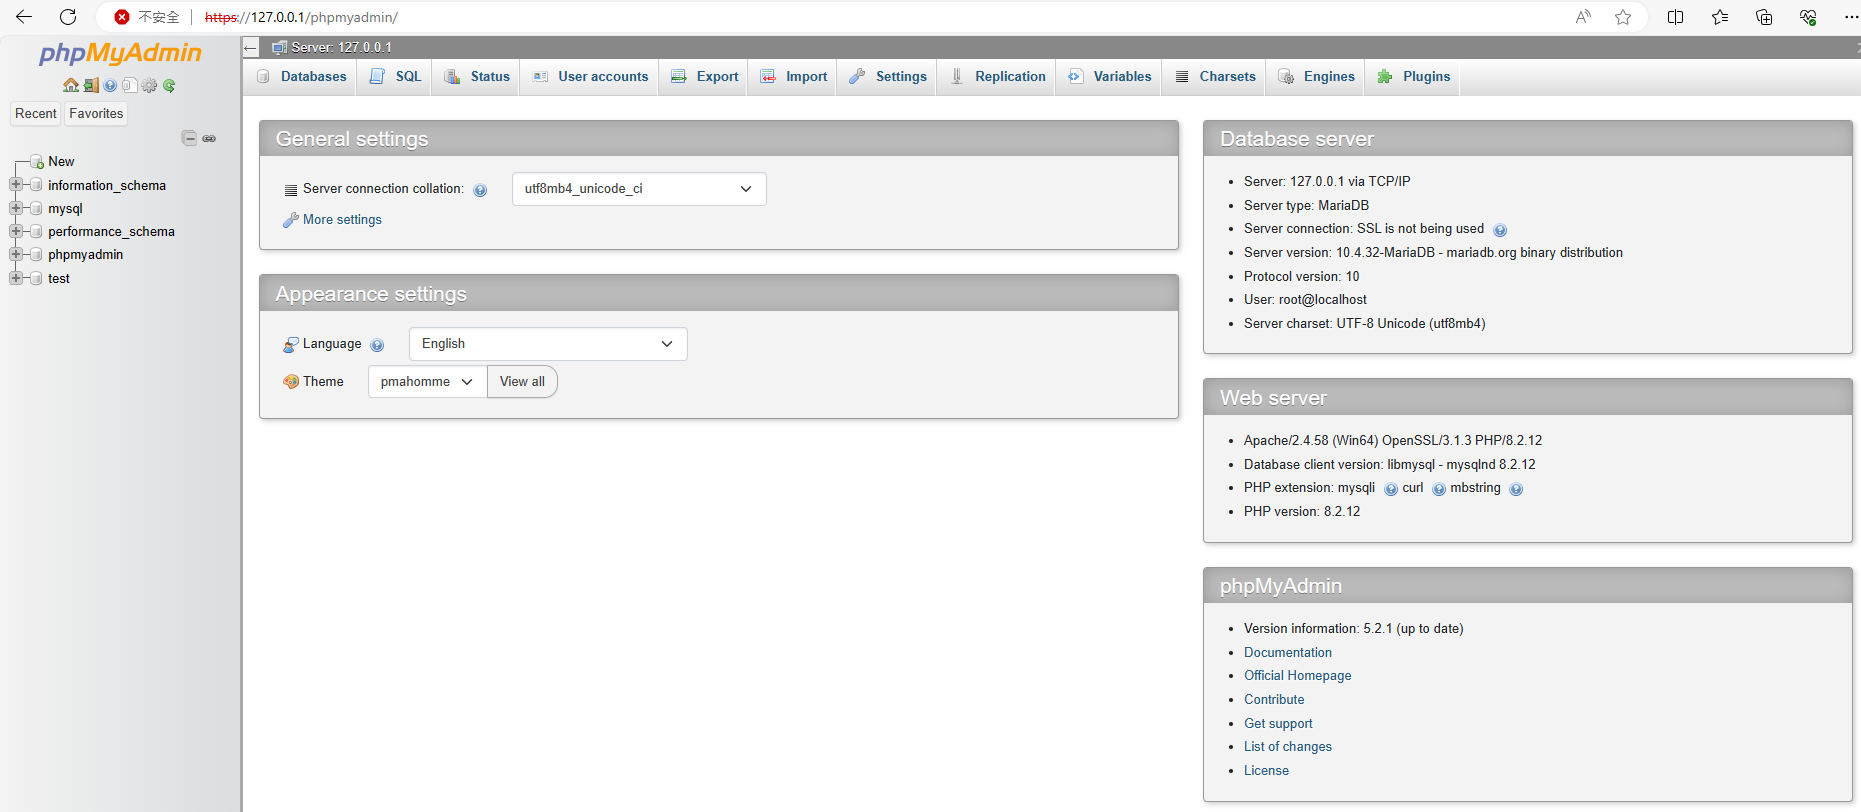 不安全 https://127.0.0.1/phpmyadmin/
phpMyAdmin
Recent Favorites
New
information_schema
mysql
performance_schema
phpmyadmin
test
Server: 127.0.0.1
Databases SQL Status User accounts Export Import Settings Replication Variables Charsets Engines Plugins
General settings
Server connection collation: utf8mb4_unicode_ci
More settings
Appearance settings
Language English
Theme pmahomme View all
Database server
Server: 127.0.0.1 via TCP/IP
Server type: MariaDB
Server connection: SSL is not being used
Server version: 10.4.32-MariaDB - mariadb.org binary distribution
Protocol version: 10
User: root@localhost
Server charset: UTF-8 Unicode (utf8mb4)
Web server
Apache/2.4.58 (Win64) OpenSSL/3.1.3 PHP/8.2.12
Database client version: libmysql - mysqlnd 8.2.12
PHP extension: mysqli curl mbstring
PHP version: 8.2.12
phpMyAdmin
Version information: 5.2.1 (up to date)
Documentation
Official Homepage
Contribute
Get support
List of changes
License